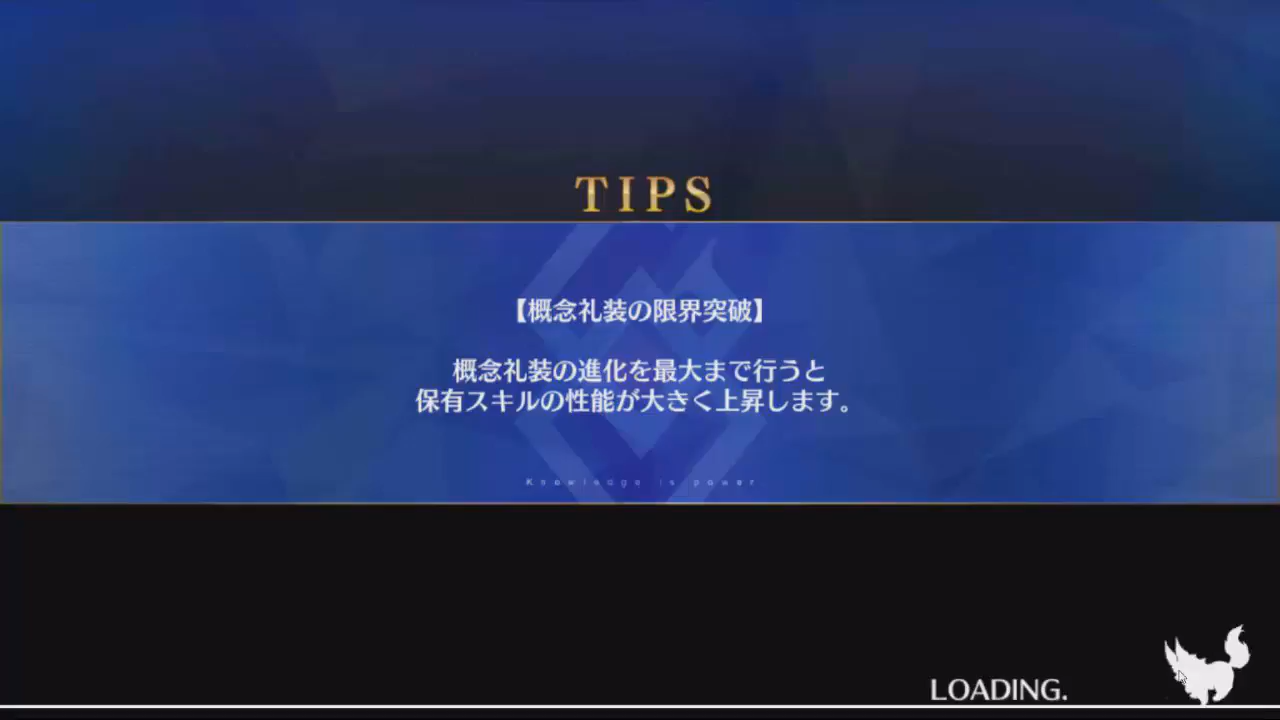 TIPS
【概念礼装の限界突破】
概念礼装の進化を最大まで行うと
保有スキルの性能が大きく上昇します。
Knowledge is power
LOADING.